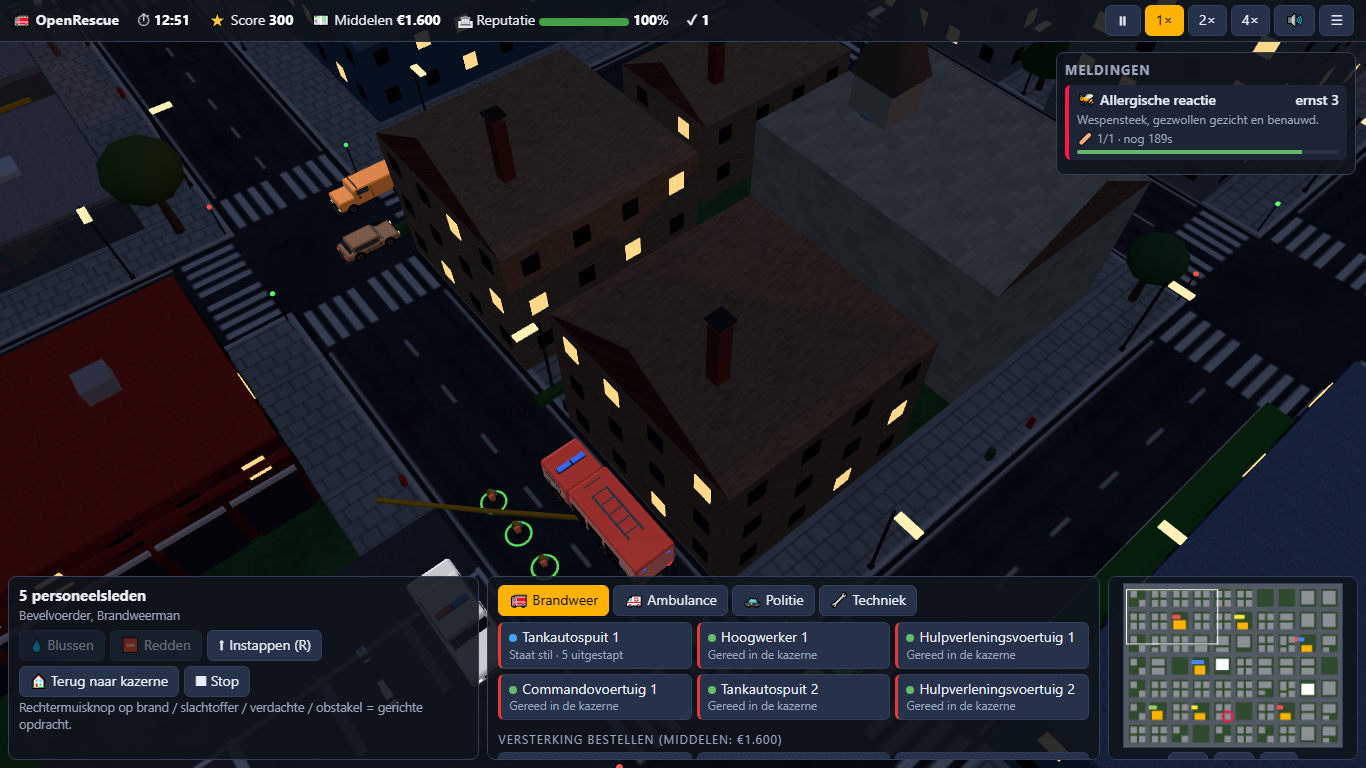 OpenRescue 12:51 Score 300 Middelen €1.600 Reputatie 100% ✓ 1
1× 2× 4×
MELDINGEN
Allergische reactie ernst 3
Wespensteek, gezwollen gezicht en benauwd.
1/1 · nog 189s
5 personeelsleden
Bevelvoerder, Brandweerman
Blussen Redden Instappen (R)
Terug naar kazerne Stop
Rechtermuisknop op brand / slachtoffer / verdachte / obstakel = gerichte
opdracht.
Brandweer Ambulance Politie Techniek
Tankautospuit 1
Staat stil · 5 uitgestapt
Hoogwerker 1
Gereed in de kazerne
Hulpverleningsvoertuig 1
Gereed in de kazerne
Commandovoertuig 1
Gereed in de kazerne
Tankautospuit 2
Gereed in de kazerne
Hulpverleningsvoertuig 2
Gereed in de kazerne
VERSTERKING BESTELLEN (MIDDELEN: €1.600)